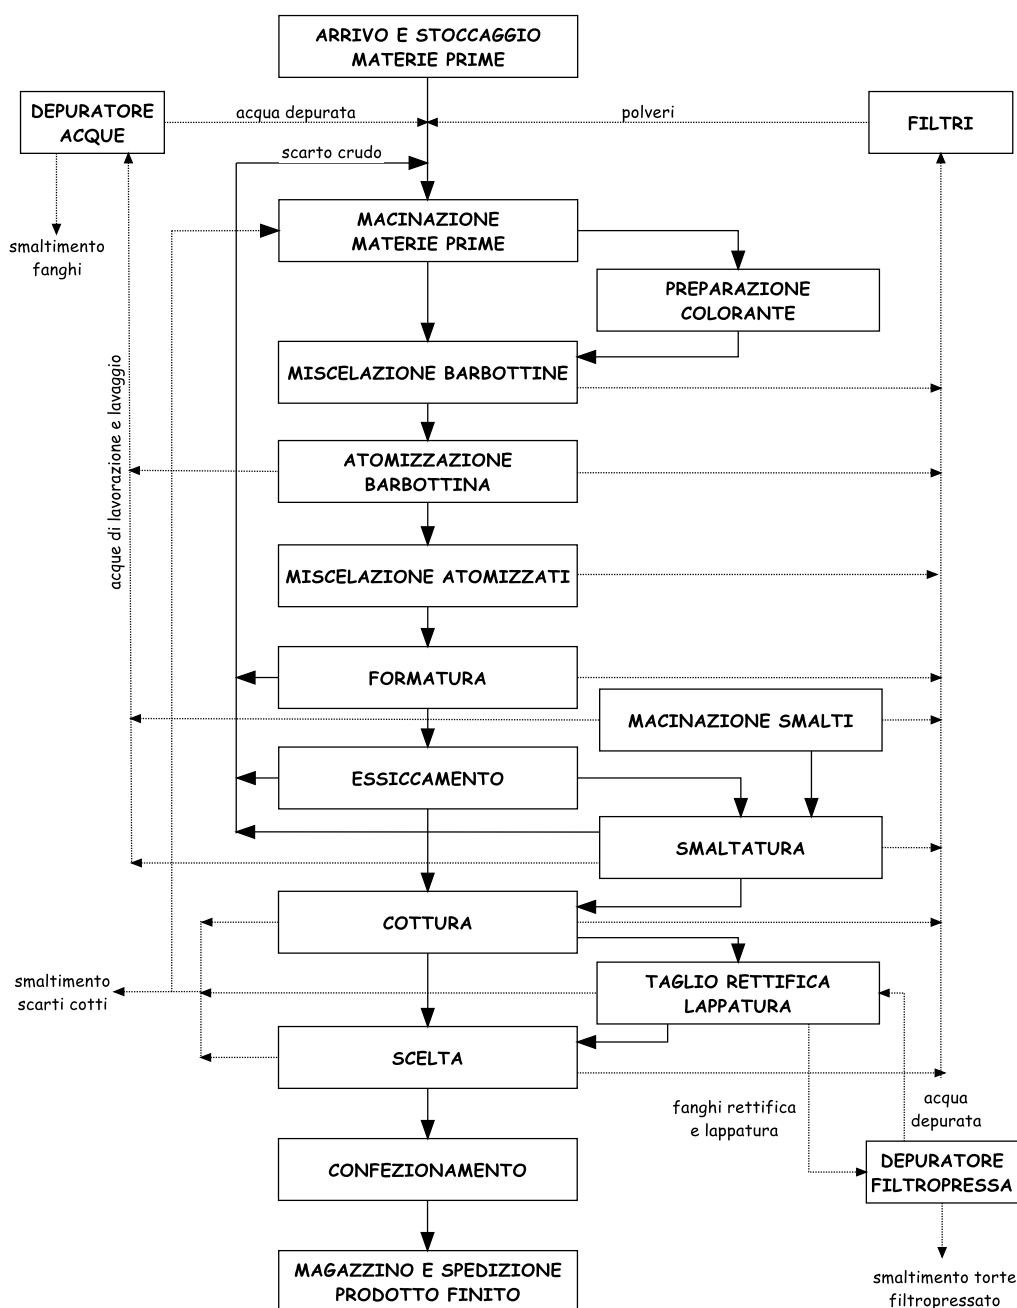 ARRIVO E STOCCAGGIO
MATERIE PRIME
DEPURATORE
ACQUE
acqua depurata
polveri
FILTRI
scarto crudo
MACINAZIONE
MATERIE PRIME
smaltimento
fanghi
PREPARAZIONE
COLORANTE
MISCELAZIONE BARBOTTINE
acque di lavorazione e lavaggio
ATOMIZZAZIONE
BARBOTTINA
MISCELAZIONE ATOMIZZATI
FORMATURA
MACINAZIONE SMALTI
ESSICCAMENTO
SMALTATURA
COTTURA
smaltimento
scarti cotti
TAGLIO RETTIFICA
LAPPATURA
SCELTA
fanghi rettifica
e lappatura
acqua
depurata
CONFEZIONAMENTO
DEPURATORE
FILTROPRESSA
MAGAZZINO E SPEDIZIONE
PRODOTTO FINITO
smaltimento torte
filtropressato